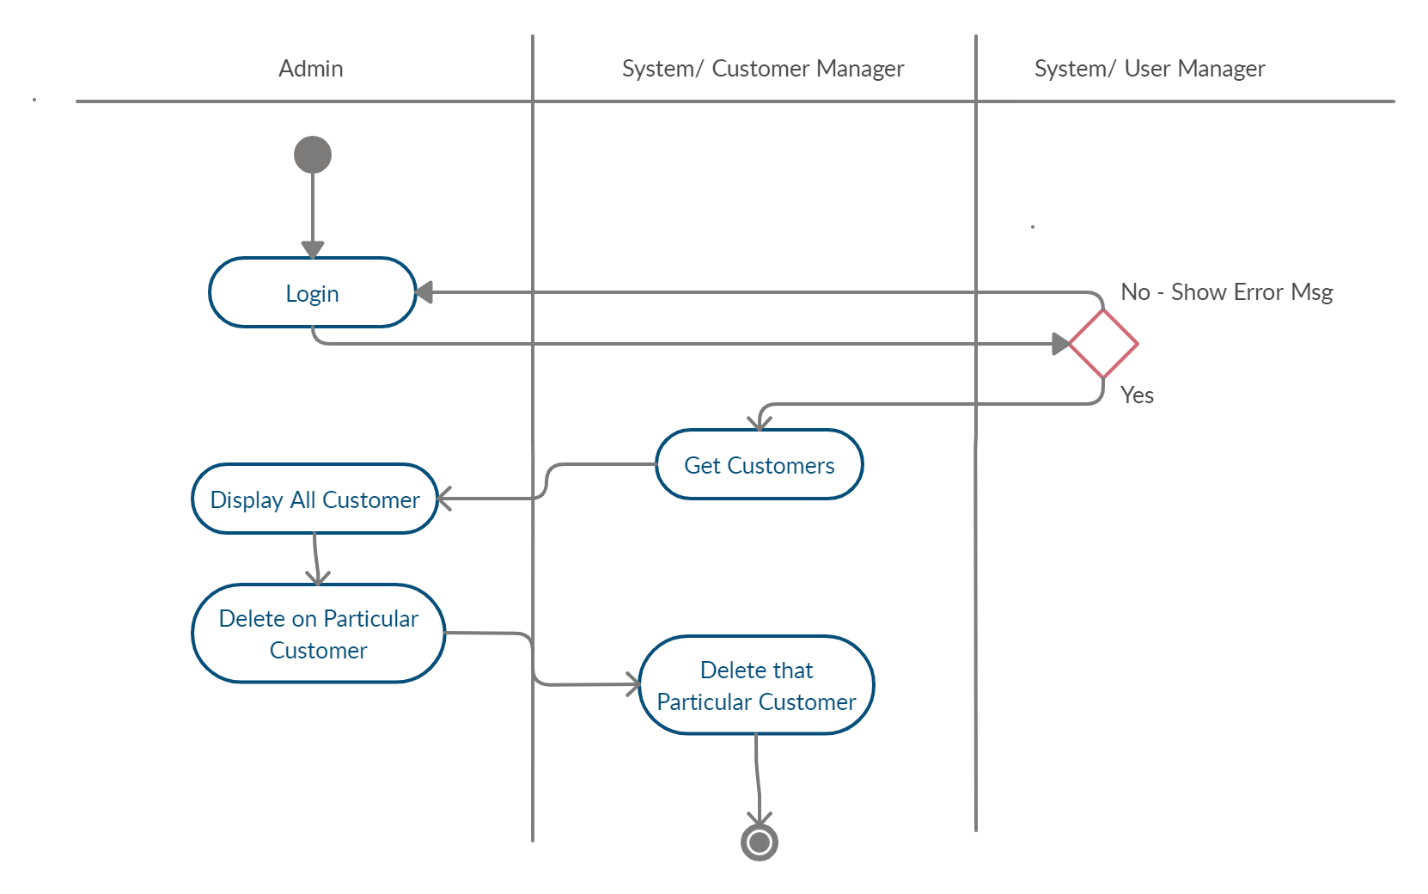 Admin
System/ Customer Manager
System/ User Manager
Login
No - Show Error Msg
Yes
Get Customers
Display All Customer
Delete on Particular
Customer
Delete that
Particular Customer